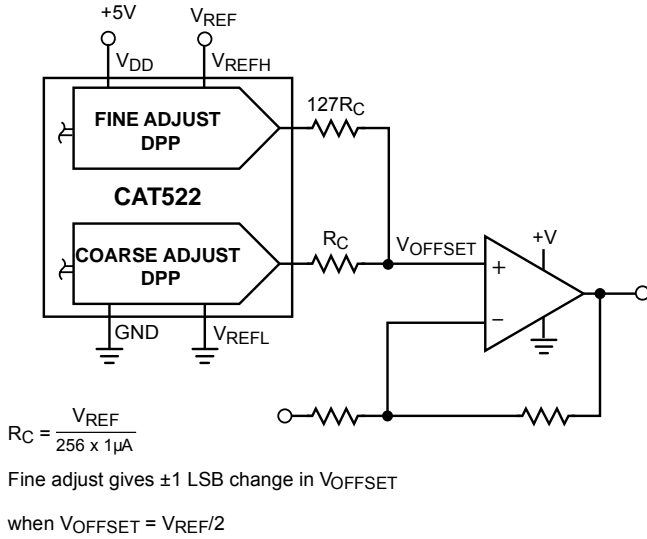 +5V
VREF
VDD
VREFH
127RC
FINE ADJUST
DPP
CAT522
COARSE ADJUST
DPP
RC
VOFFSET
+V
+
−
GND
VREFL
RC = VREF / 256 x 1µA
Fine adjust gives ±1 LSB change in VOFFSET
when VOFFSET = VREF/2